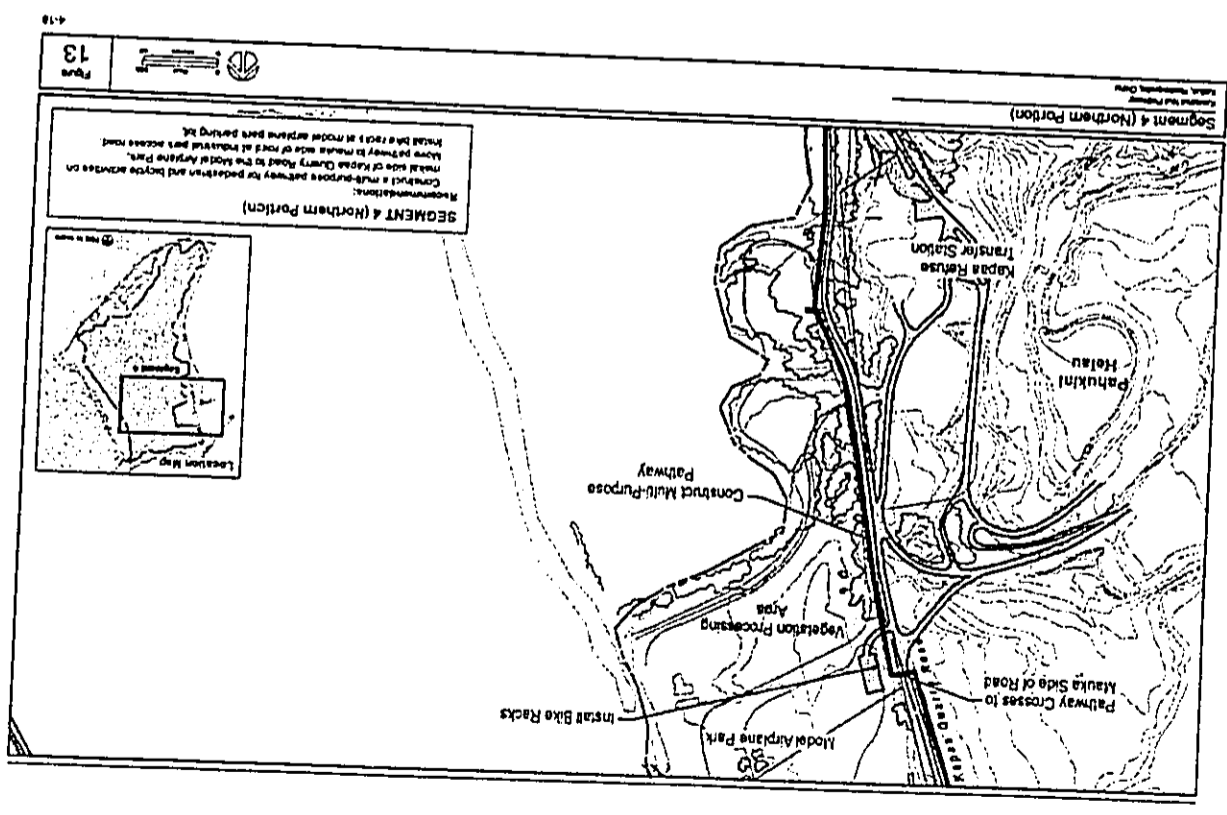 Kapaa Quarry Road
Pathway Crosses to
Mauka Side of Road
Model Airplane Park
Install Bike Racks
Vegetation Processing
Area
Construct Multi-Purpose
Pathway
Pahukini
Heiau
Kapaa Refuse
Transfer Station
Location Map
Segment 4
Not to scale
SEGMENT 4 (Northern Portion)
Recommendations:
Construct a multi-purpose pathway for pedestrian and bicycle activities on
makai side of Kapaa Quarry Road to the Model Airplane Park.
Move pathway to mauka side of road at industrial park access road.
Install bike racks at model airplane park parking lot.
Segment 4 (Northern Portion)
Figure
13
4-18